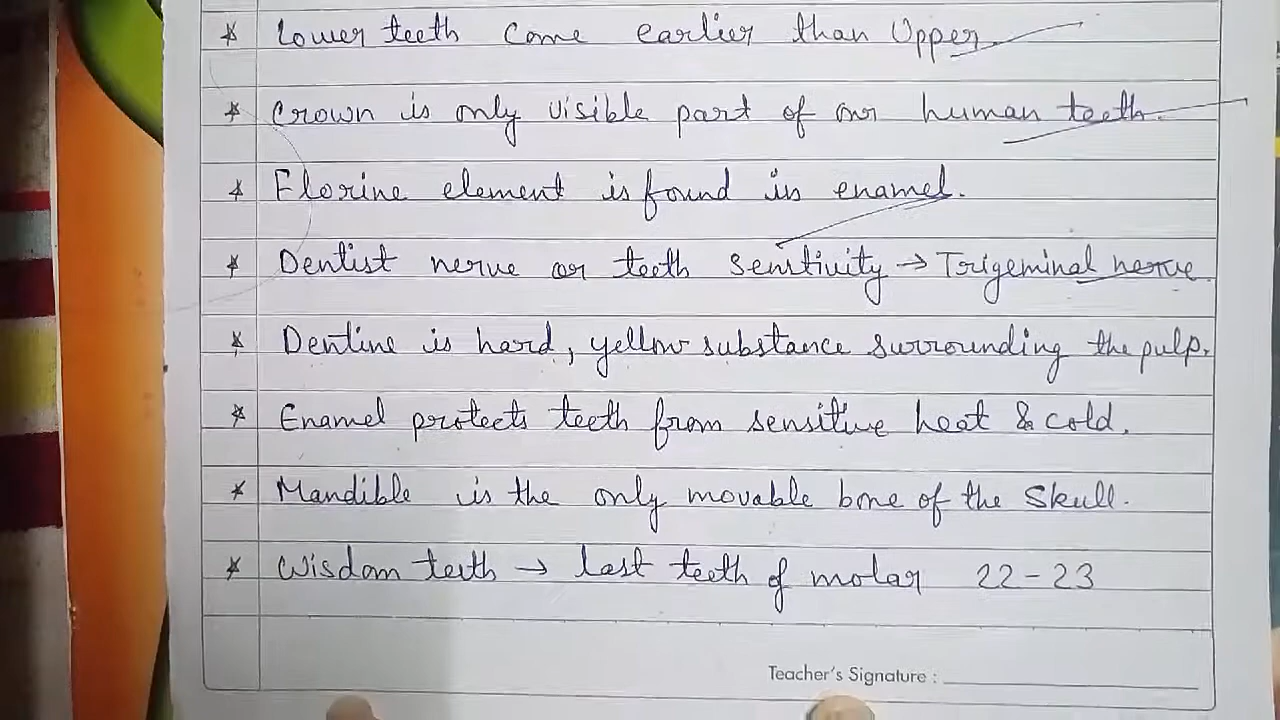 * Lower teeth come earlier than Upper
* Crown is only visible part of our human teeth.
* Florine element is found in enamel.
* Dentist nerve or teeth senstivity → Trigeminal nerve.
* Dentine is hard, yellow substance surrounding the pulp.
* Enamel protects teeth from sensitive heat & cold.
* Mandible is the only movable bone of the Skull.
* Wisdom teeth → last teeth of molar 22-23
Teacher's Signature :